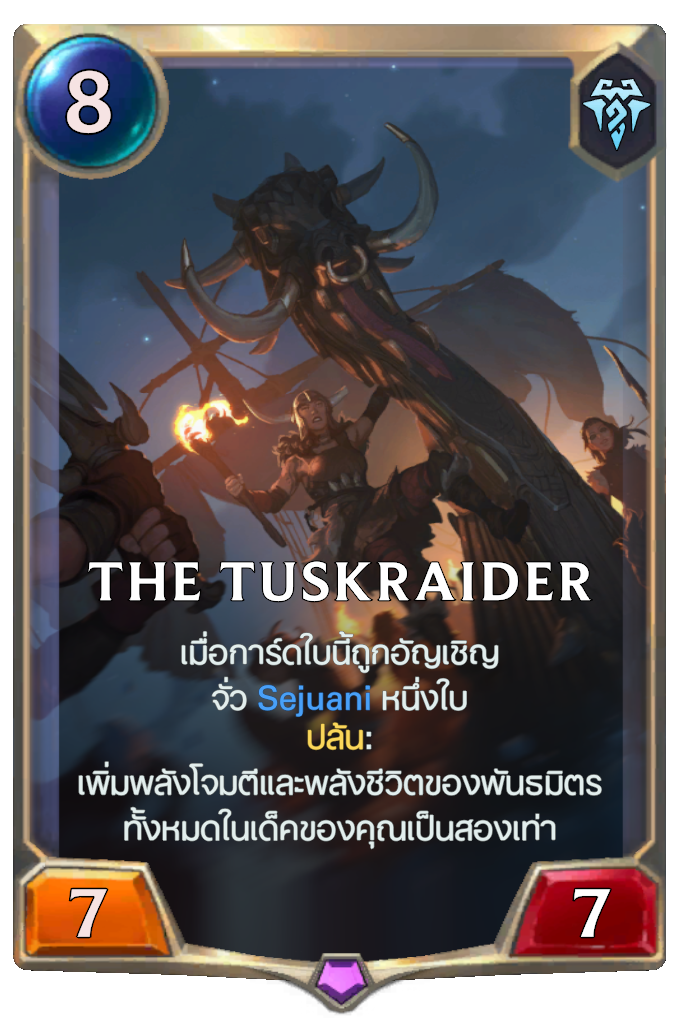 8
THE TUSKRAIDER
เมื่อการ์ดใบนี้ถูกอัญเชิญ
จั่ว Sejuani หนึ่งใบ
ปล้น:
เพิ่มพลังโจมตีและพลังชีวิตของพันธมิตร
ทั้งหมดในเด็คของคุณเป็นสองเท่า
7
7